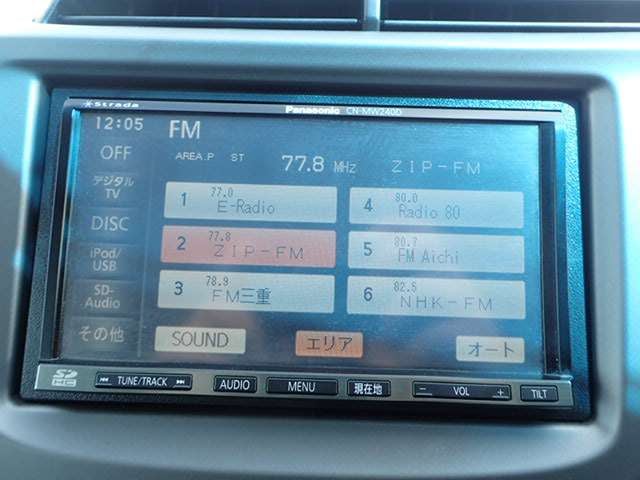 Strada
Panasonic CN-MW240D
12:05
FM
AREA.P ST 77.8 MHz ZIP-FM
OFF
デジタル
TV
DISC
iPod/
USB
SD-
Audio
その他
1 77.0 E-Radio
2 77.8 ZIP-FM
3 78.9 FM三重
4 80.0 Radio 80
5 80.7 FM Aichi
6 82.5 NHK-FM
SOUND
エリア
オート
SD HC
TUNE/TRACK
AUDIO
MENU
現在地
− VOL +
TILT